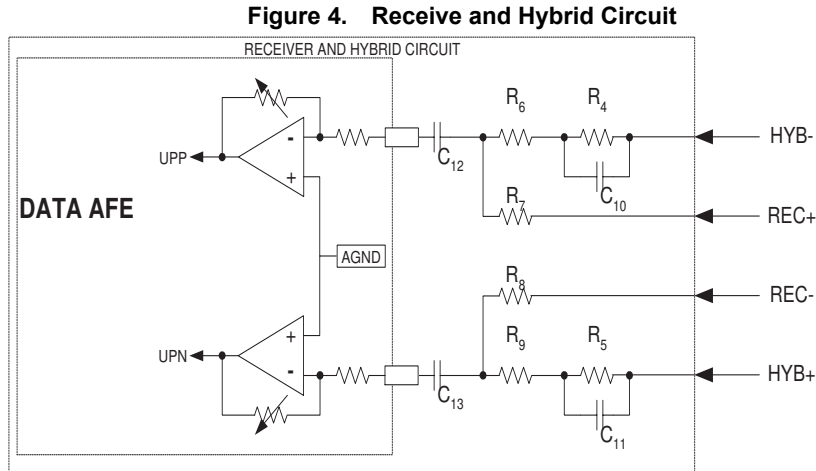 Figure 4. Receive and Hybrid Circuit
RECEIVER AND HYBRID CIRCUIT
R6
R4
HYB-
-
UPP
+
C12
C10
DATA AFE
R7
REC+
AGND
R8
REC-
R9
R5
UPN
+
HYB+
-
C13
C11